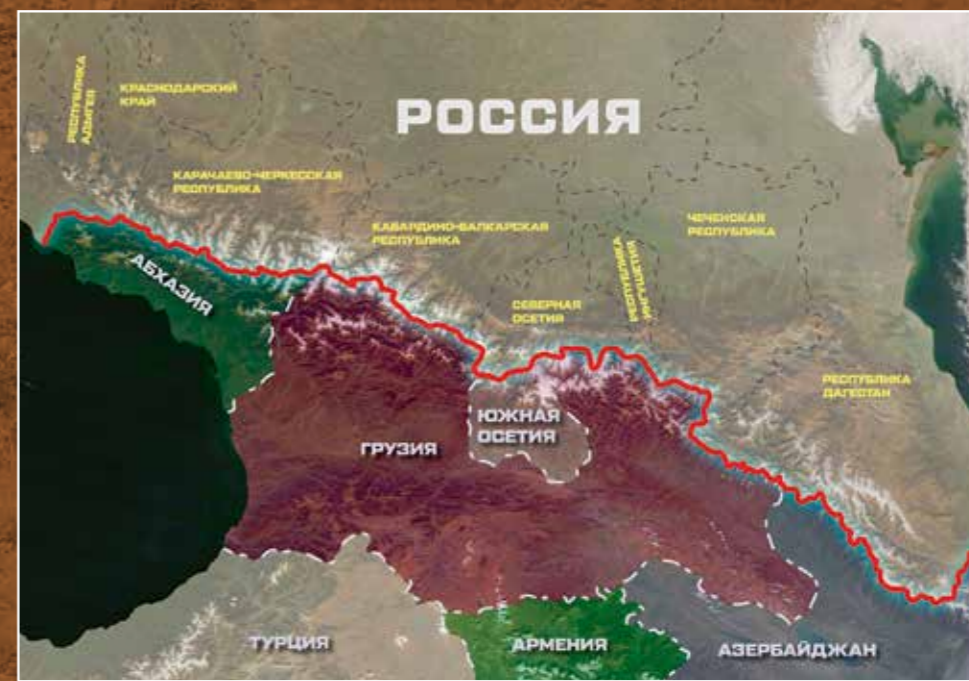 РЕСПУБЛИКА
АДЫГЕЯ
КРАСНОДАРСКИЙ
КРАЙ
РОССИЯ
КАРАЧАЕВО-ЧЕРКЕССКАЯ
РЕСПУБЛИКА
КАБАРДИНО-БАЛКАРСКАЯ
РЕСПУБЛИКА
ЧЕЧЕНСКАЯ
РЕСПУБЛИКА
РЕСПУБЛИКА
ИНГУШЕТИЯ
АБХАЗИЯ
СЕВЕРНАЯ
ОСЕТИЯ
РЕСПУБЛИКА
ДАГЕСТАН
ЮЖНАЯ
ОСЕТИЯ
ГРУЗИЯ
ТУРЦИЯ
АРМЕНИЯ
АЗЕРБАЙДЖАН